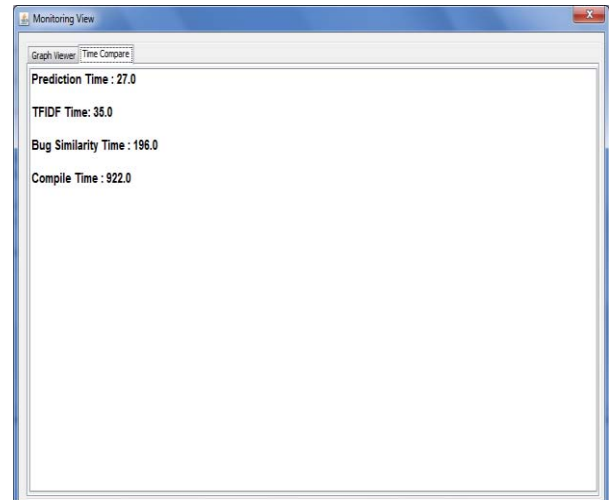 Monitoring View
Graph Viewer Time Compare
Prediction Time : 27.0
TFIDF Time: 35.0
Bug Similarity Time : 196.0
Compile Time : 922.0